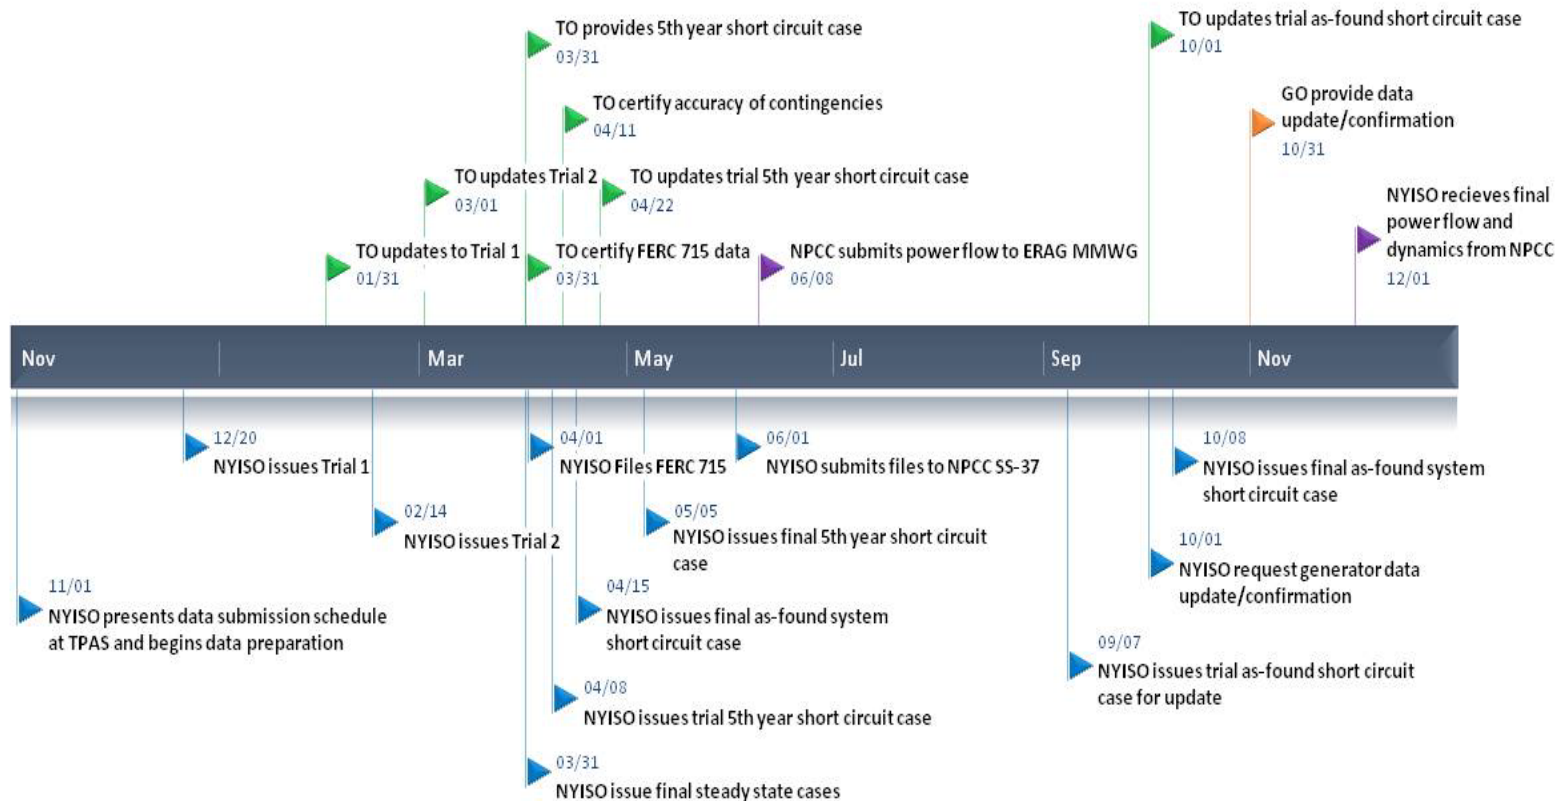 TO provides 5th year short circuit case
03/31
TO updates trial as-found short circuit case
10/01
TO certify accuracy of contingencies
04/11
GO provide data
update/confirmation
10/31
TO updates Trial 2
03/01
TO updates trial 5th year short circuit case
04/22
NYISO recieves final
power flow and
dynamics from NPCC
12/01
TO updates to Trial 1
01/31
TO certify FERC 715 data
03/31
NPCC submits power flow to ERAG MMWG
06/08
Nov
Mar
May
Jul
Sep
Nov
12/20
NYISO issues Trial 1
04/01
NYISO Files FERC 715
06/01
NYISO submits files to NPCC SS-37
10/08
NYISO issues final as-found system
short circuit case
02/14
NYISO issues Trial 2
05/05
NYISO issues final 5th year short circuit
case
10/01
NYISO request generator data
update/confirmation
11/01
NYISO presents data submission schedule
at TPAS and begins data preparation
04/15
NYISO issues final as-found system
short circuit case
09/07
NYISO issues trial as-found short circuit
case for update
04/08
NYISO issues trial 5th year short circuit case
03/31
NYISO issue final steady state cases